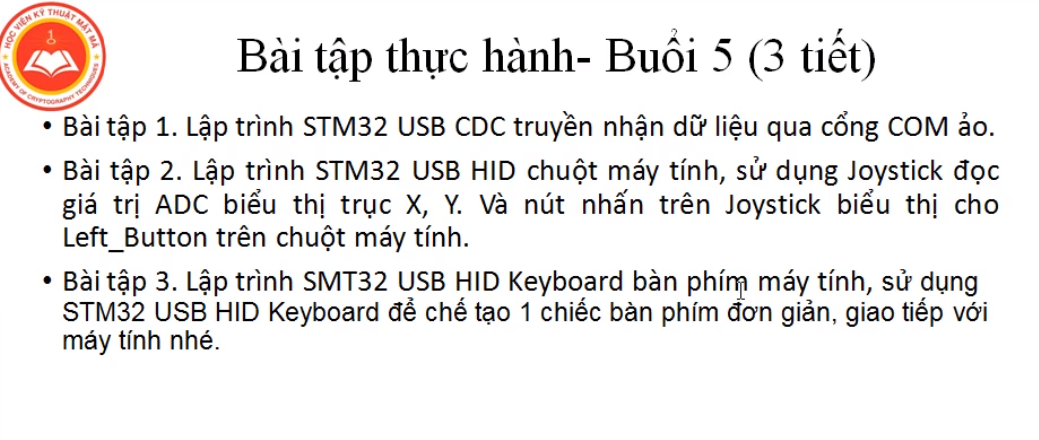 HỌC VIỆN KỸ THUẬT MẬT MÃ
ACADEMY OF CRYPTOGRAPHY TECHNIQUES
Bài tập thực hành- Buổi 5 (3 tiết)
• Bài tập 1. Lập trình STM32 USB CDC truyền nhận dữ liệu qua cổng COM ảo.
• Bài tập 2. Lập trình STM32 USB HID chuột máy tính, sử dụng Joystick đọc
giá trị ADC biểu thị trục X, Y. Và nút nhấn trên Joystick biểu thị cho
Left_Button trên chuột máy tính.
• Bài tập 3. Lập trình SMT32 USB HID Keyboard bàn phím máy tính, sử dụng
STM32 USB HID Keyboard để chế tạo 1 chiếc bàn phím đơn giản, giao tiếp với
máy tính nhé.